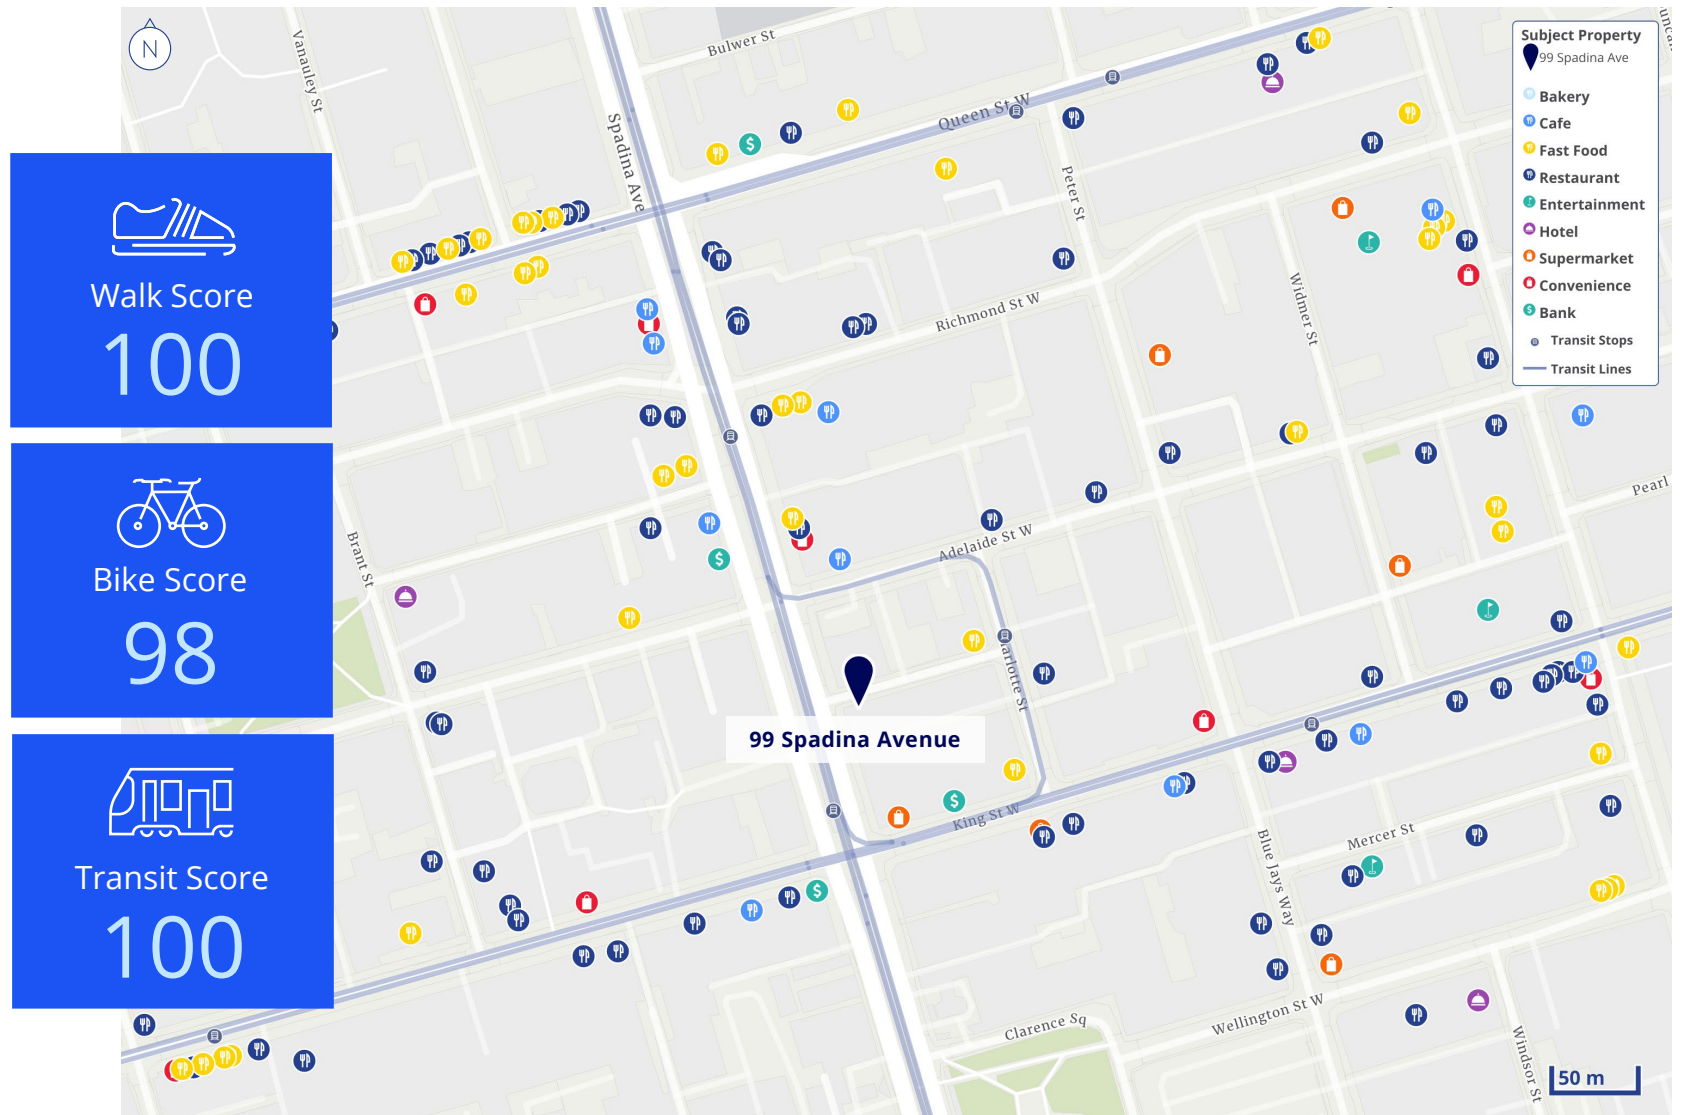 N
Vanauley St
Bulwer St
Spadina Ave
Queen St W
Peter St
Richmond St W
Widmer St
Brant St
Adelaide St W
Pearl
King St W
Mercer St
Blue Jays Way
Wellington St W
Clarence Sq
Windsor St
Walk Score
100
Bike Score
98
Transit Score
100
99 Spadina Avenue
Subject Property
99 Spadina Ave
Bakery
Cafe
Fast Food
Restaurant
Entertainment
Hotel
Supermarket
Convenience
Bank
Transit Stops
Transit Lines
50 m